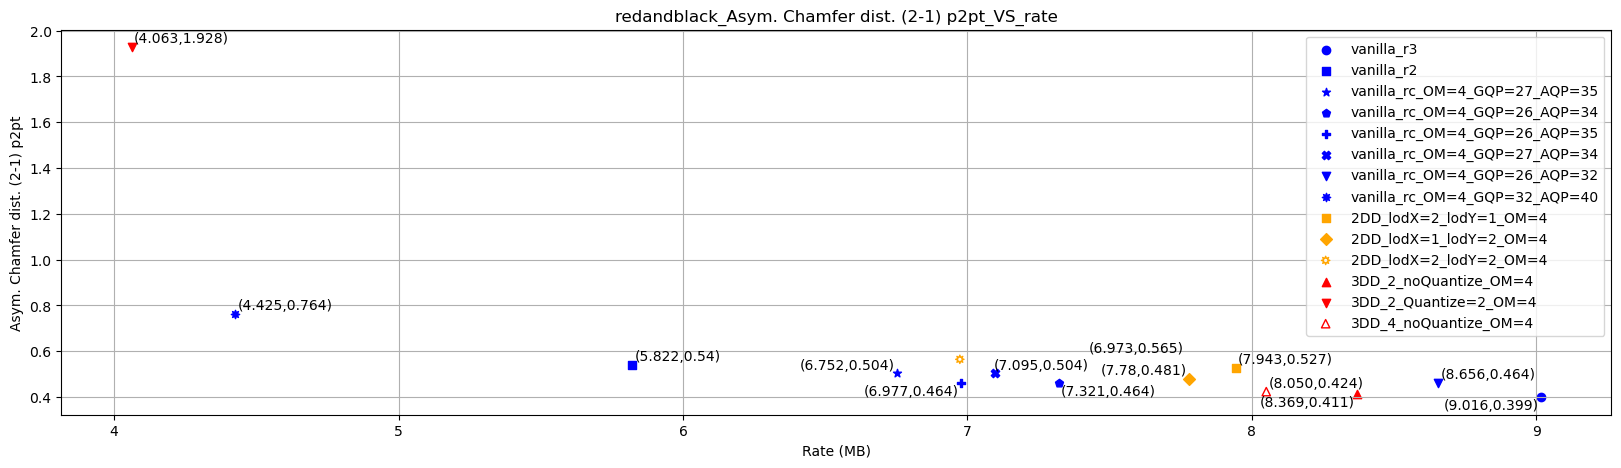 redandblack_Asym. Chamfer dist. (2-1) p2pt_VS_rate
Asym. Chamfer dist. (2-1) p2pt
2.0
1.8
1.6
1.4
1.2
1.0
0.8
0.6
0.4
(4.063,1.928)
(4.425,0.764)
(5.822,0.54)
(6.752,0.504)
(6.977,0.464)
(6.973,0.565)
(7.095,0.504)
(7.321,0.464)
(7.78,0.481)
(7.943,0.527)
(8.050,0.424)
(8.369,0.411)
(8.656,0.464)
(9.016,0.399)
vanilla_r3
vanilla_r2
vanilla_rc_OM=4_GQP=27_AQP=35
vanilla_rc_OM=4_GQP=26_AQP=34
vanilla_rc_OM=4_GQP=26_AQP=35
vanilla_rc_OM=4_GQP=27_AQP=34
vanilla_rc_OM=4_GQP=26_AQP=32
vanilla_rc_OM=4_GQP=32_AQP=40
2DD_lodX=2_lodY=1_OM=4
2DD_lodX=1_lodY=2_OM=4
2DD_lodX=2_lodY=2_OM=4
3DD_2_noQuantize_OM=4
3DD_2_Quantize=2_OM=4
3DD_4_noQuantize_OM=4
4
5
6
7
8
9
Rate (MB)